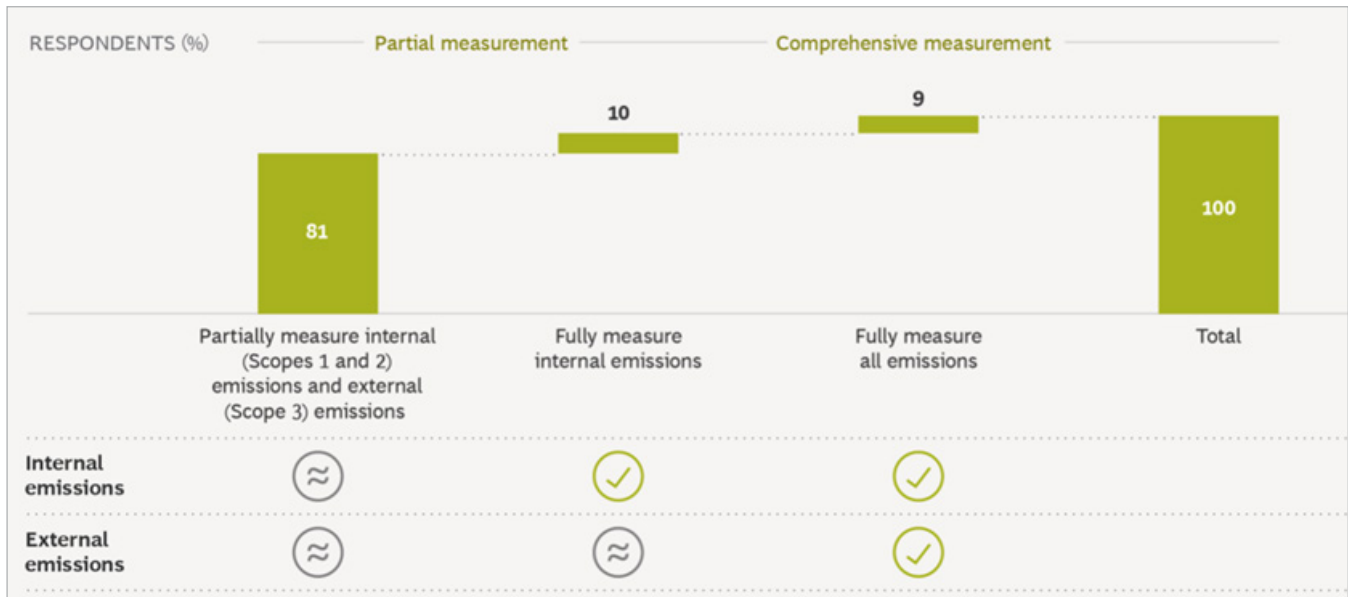 RESPONDENTS (%)
Partial measurement
Comprehensive measurement
81
10
9
100
Partially measure internal
(Scopes 1 and 2)
emissions and external
(Scope 3) emissions
Fully measure
internal emissions
Fully measure
all emissions
Total
Internal
emissions
External
emissions